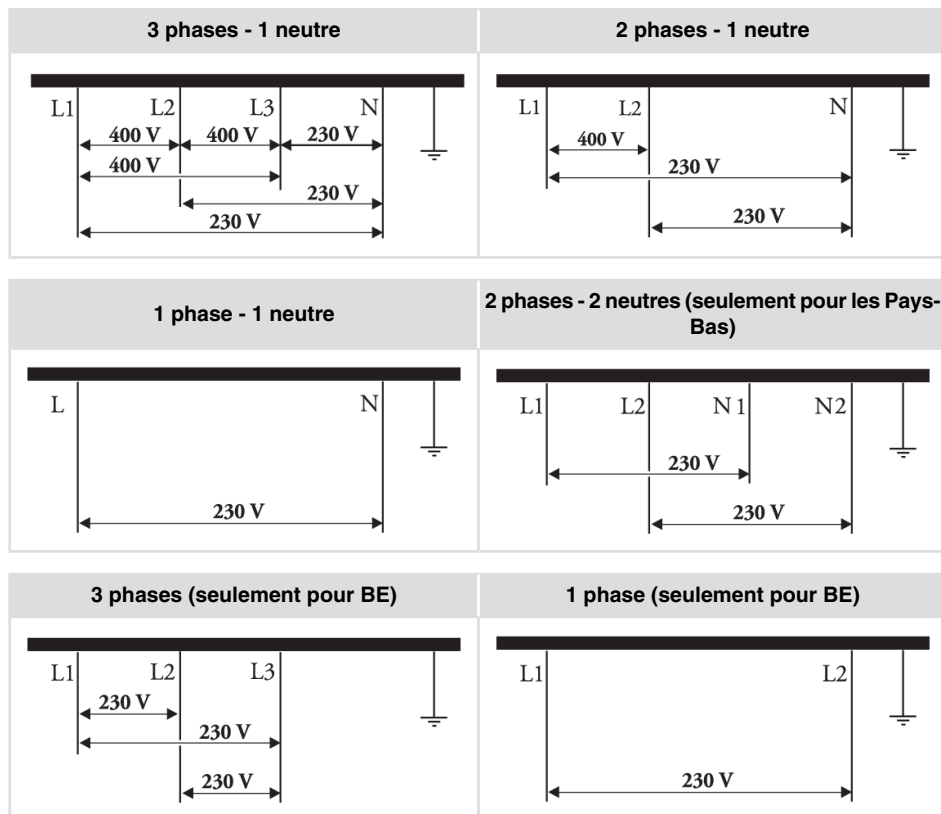 3 phases - 1 neutre
2 phases - 1 neutre
L1 L2 L3 N
400 V 400 V 230 V
400 V
230 V
230 V
L1 L2 N
400 V
230 V
230 V
1 phase - 1 neutre
2 phases - 2 neutres (seulement pour les Pays-
Bas)
L N
230 V
L1 L2 N 1 N2
230 V
230 V
3 phases (seulement pour BE)
1 phase (seulement pour BE)
L1 L2 L3
230 V
230 V
230 V
L1 L2
230 V